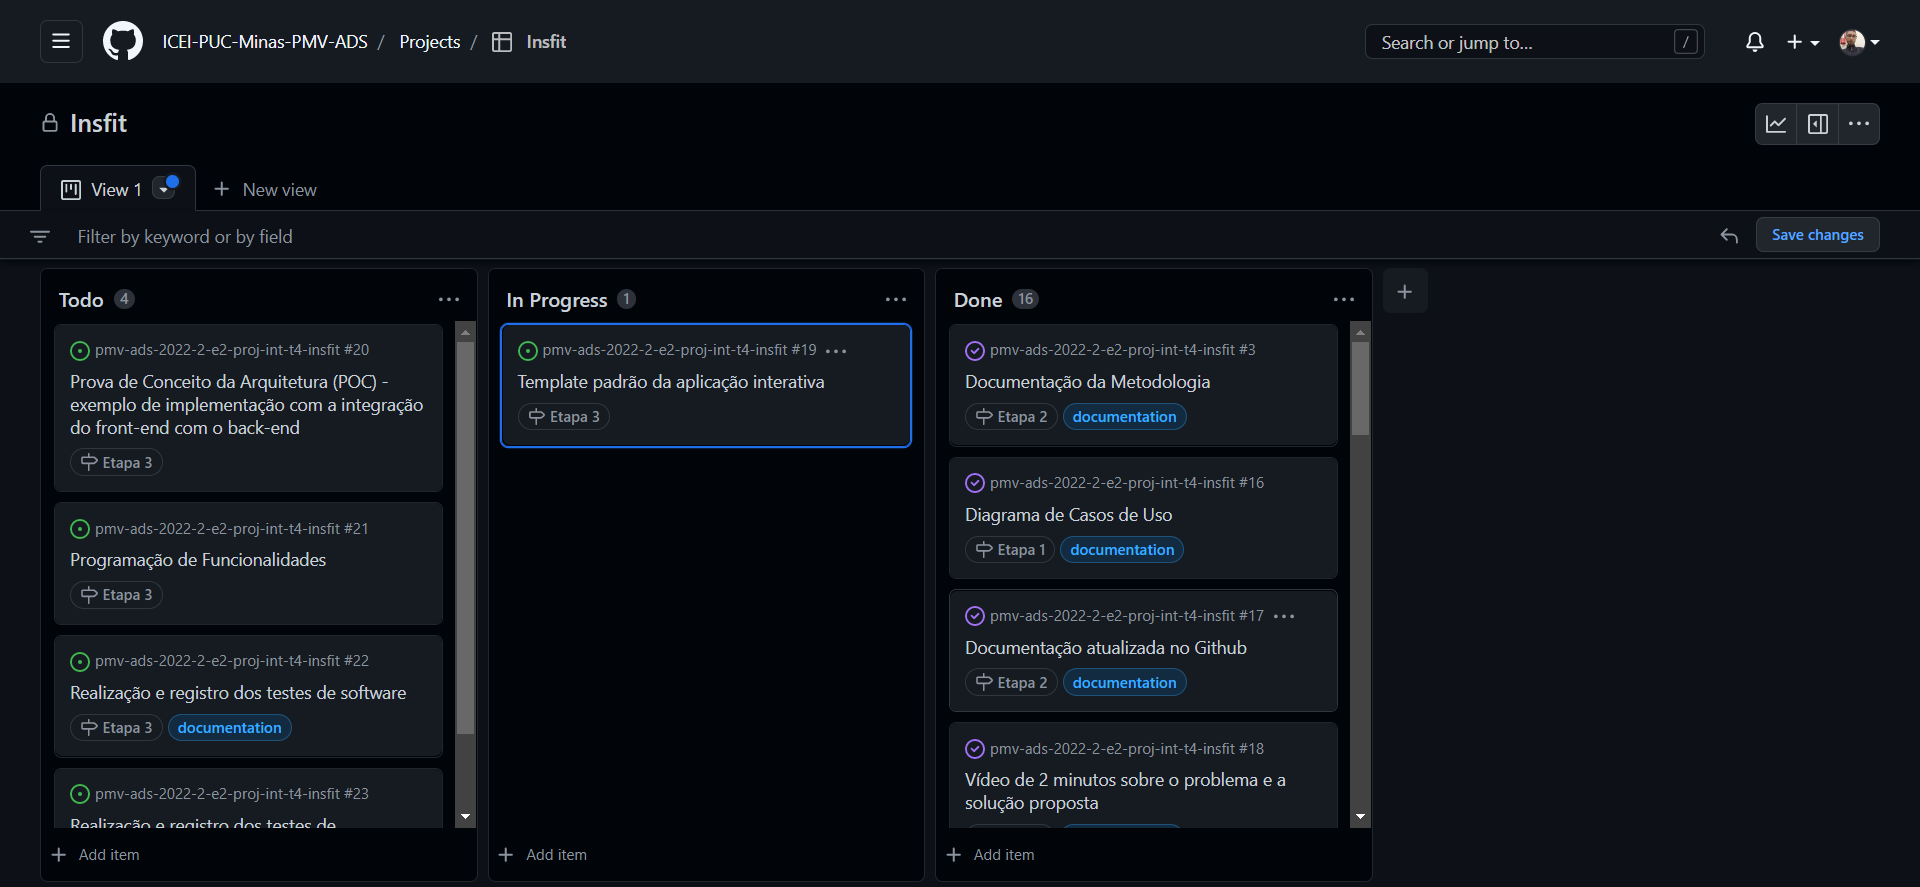 ICEI-PUC-Minas-PMV-ADS / Projects / Insfit
Search or jump to... /
Insfit
View 1
New view
Filter by keyword or by field
Save changes
Todo 4
pmv-ads-2022-2-e2-proj-int-t4-insfit #20
Prova de Conceito da Arquitetura (POC) -
exemplo de implementação com a integração
do front-end com o back-end
Etapa 3
pmv-ads-2022-2-e2-proj-int-t4-insfit #21
Programação de Funcionalidades
Etapa 3
pmv-ads-2022-2-e2-proj-int-t4-insfit #22
Realização e registro dos testes de software
Etapa 3 documentation
pmv-ads-2022-2-e2-proj-int-t4-insfit #23
Realização e registro dos testes de
Add item
In Progress 1
pmv-ads-2022-2-e2-proj-int-t4-insfit #19
Template padrão da aplicação interativa
Etapa 3
Add item
Done 16
pmv-ads-2022-2-e2-proj-int-t4-insfit #3
Documentação da Metodologia
Etapa 2 documentation
pmv-ads-2022-2-e2-proj-int-t4-insfit #16
Diagrama de Casos de Uso
Etapa 1 documentation
pmv-ads-2022-2-e2-proj-int-t4-insfit #17
Documentação atualizada no Github
Etapa 2 documentation
pmv-ads-2022-2-e2-proj-int-t4-insfit #18
Vídeo de 2 minutos sobre o problema e a
solução proposta
Add item